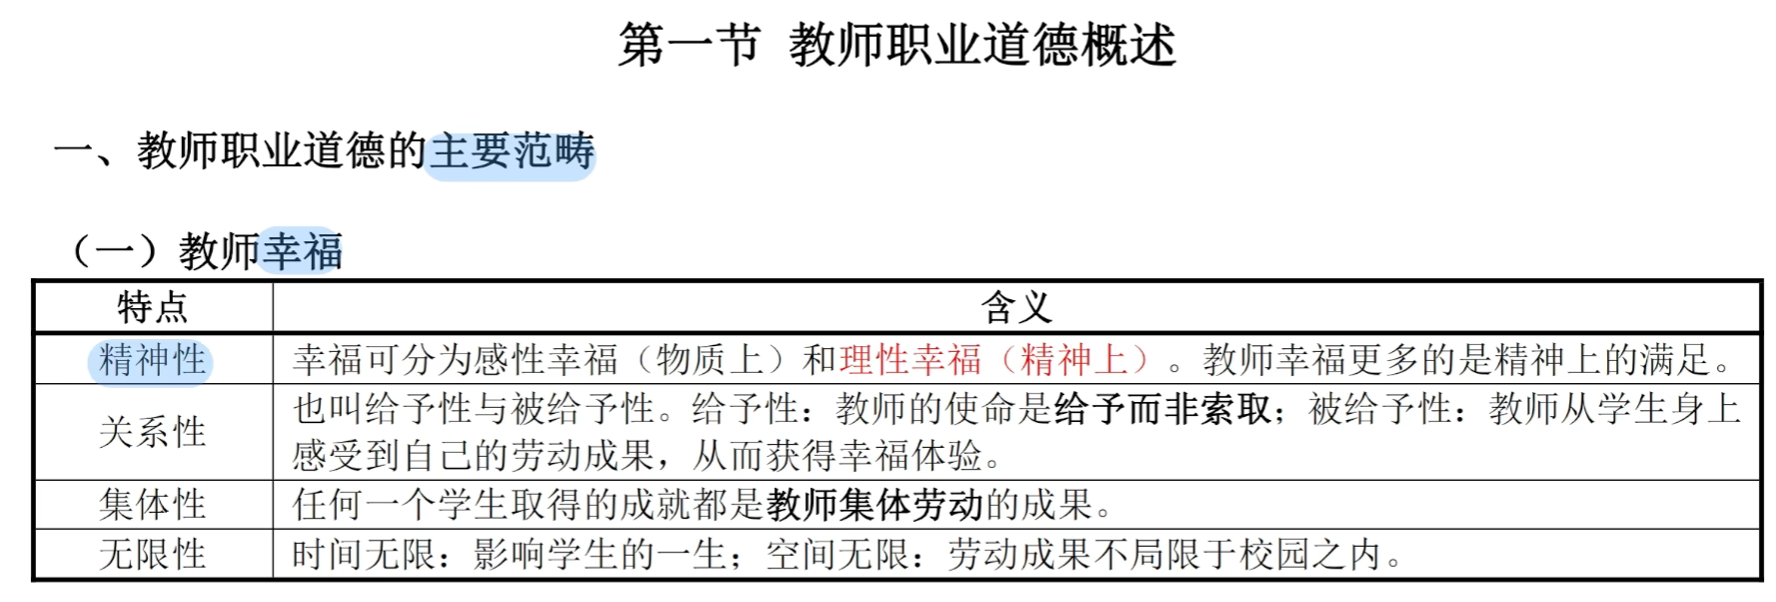 第一节 教师职业道德概述
一、教师职业道德的主要范畴
（一）教师幸福
特点 含义
精神性 幸福可分为感性幸福（物质上）和理性幸福（精神上）。教师幸福更多的是精神上的满足。
关系性 也叫给予性与被给予性。给予性：教师的使命是给予而非索取；被给予性：教师从学生身上
感受到自己的劳动成果，从而获得幸福体验。
集体性 任何一个学生取得的成就都是教师集体劳动的成果。
无限性 时间无限：影响学生的一生；空间无限：劳动成果不局限于校园之内。